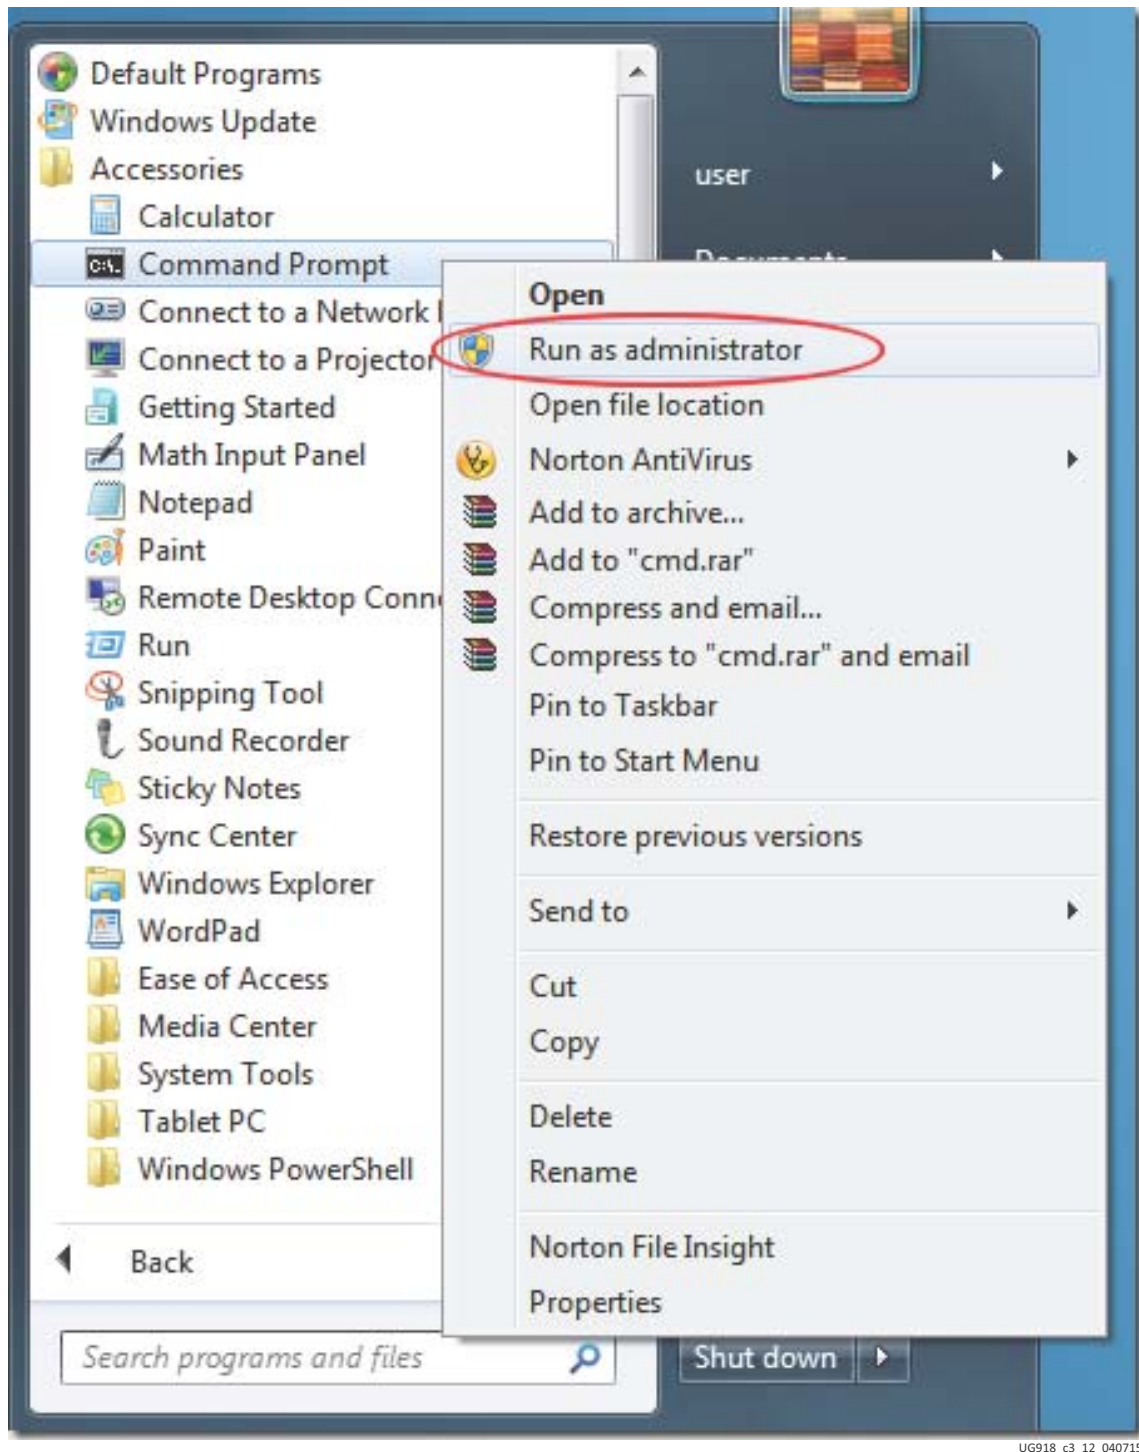 Default Programs
Windows Update
Accessories
Calculator
Command Prompt
Connect to a Network
Connect to a Projector
Getting Started
Math Input Panel
Notepad
Paint
Remote Desktop Conn
Run
Snipping Tool
Sound Recorder
Sticky Notes
Sync Center
Windows Explorer
WordPad
Ease of Access
Media Center
System Tools
Tablet PC
Windows PowerShell
Back
Search programs and files
user
Documents
Open
Run as administrator
Open file location
Norton AntiVirus
Add to archive...
Add to "cmd.rar"
Compress and email...
Compress to "cmd.rar" and email
Pin to Taskbar
Pin to Start Menu
Restore previous versions
Send to
Cut
Copy
Delete
Rename
Norton File Insight
Properties
Shut down
UG918_c3_12_040715